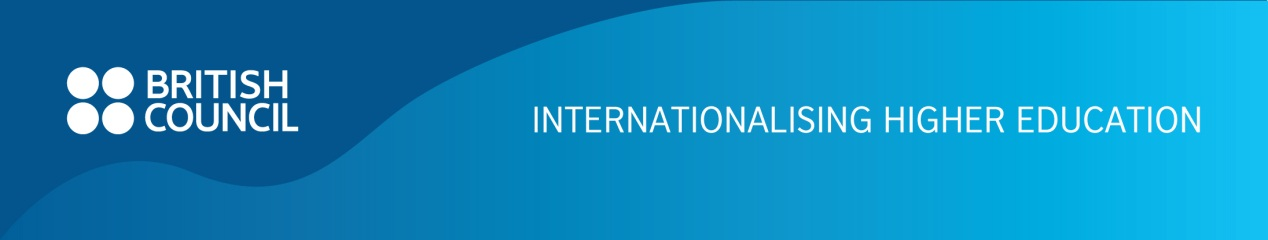 BRITISH
COUNCIL
INTERNATIONALISING HIGHER EDUCATION